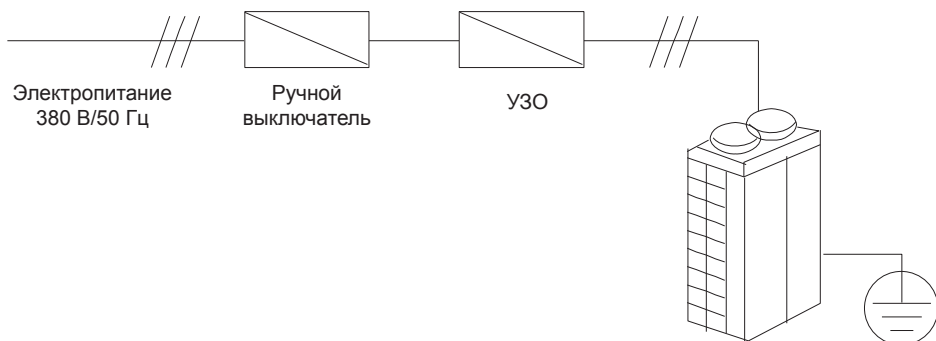 Электропитание
380 В/50 Гц
Ручной
выключатель
УЗО